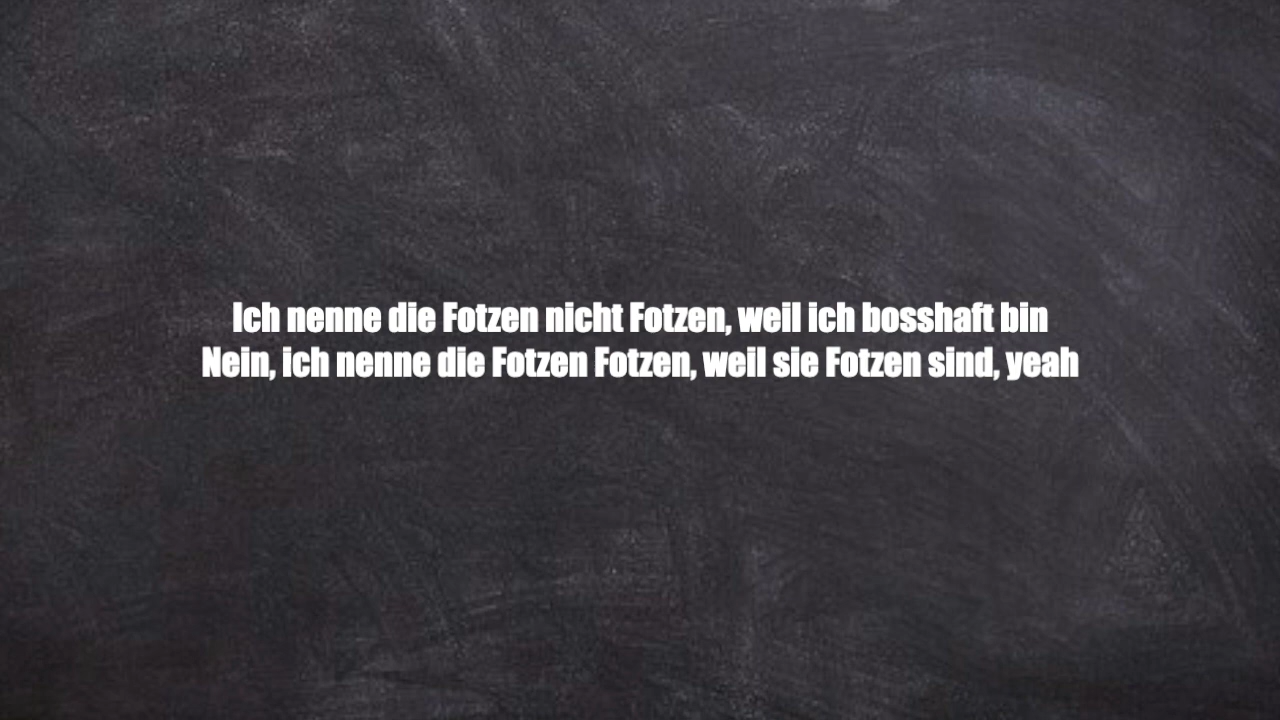 Ich nenne die Fotzen nicht Fotzen, weil ich bosshaft bin
Nein, ich nenne die Fotzen Fotzen, weil sie Fotzen sind, yeah